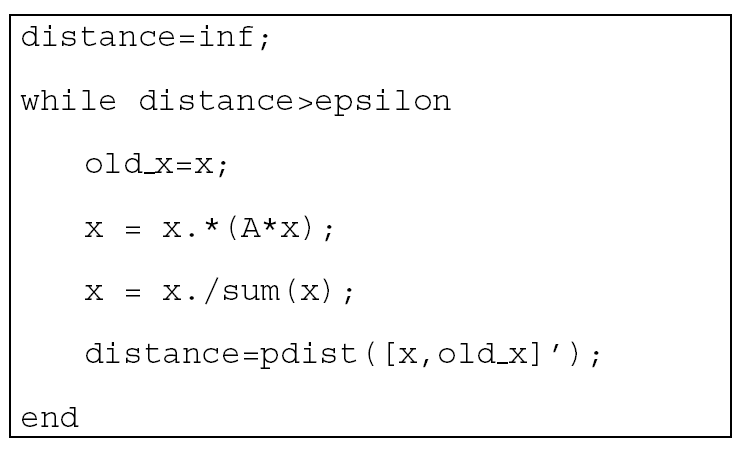 distance=inf;
while distance>epsilon
old_x=x;
x = x.*(A*x);
x = x./sum(x);
distance=pdist([x,old_x]′);
end